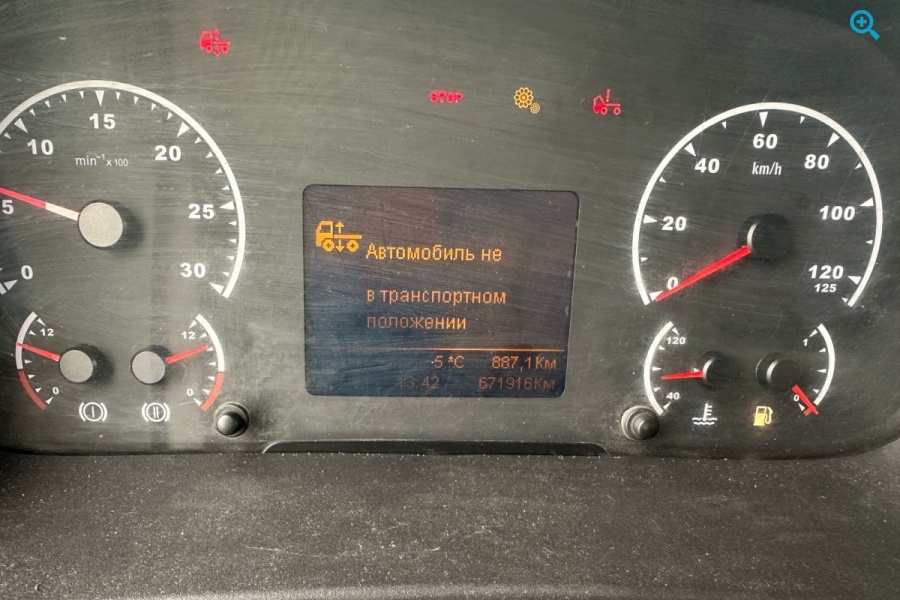 STOP
5
10
15
20
25
30
0
min⁻¹ x 100
0
20
40
60
80
100
120
125
km/h
Автомобиль не
в транспортном
положении
-5 °C 887,1Км
13:42 671916Км
12
0
12
0
120
40
1
0